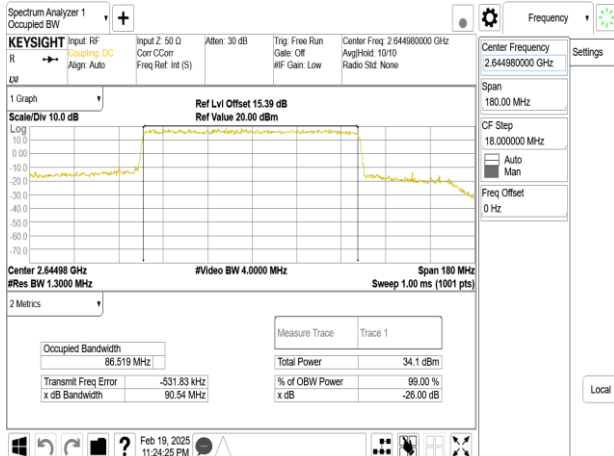 Spectrum Analyzer 1
Occupied BW
+
Frequency
KEYSIGHT
R
LXI
Input: RF
Coupling: DC
Align: Auto
Input Z: 50 Ω
Corr CCorr
Freq Ref: Int (S)
Atten: 30 dB
Trig: Free Run
Gate: Off
#IF Gain: Low
Center Freq: 2.644980000 GHz
Avg|Hold: 10/10
Radio Std: None
Center Frequency
2.644980000 GHz
Settings
Span
180.00 MHz
CF Step
18.000000 MHz
Auto
Man
Freq Offset
0 Hz
1 Graph
Scale/Div 10.0 dB
Ref Lvl Offset 15.39 dB
Ref Value 20.00 dBm
Log
10.0
0.00
-10.0
-20.0
-30.0
-40.0
-50.0
-60.0
-70.0
Center 2.64498 GHz
#Res BW 1.3000 MHz
#Video BW 4.0000 MHz
Span 180 MHz
Sweep 1.00 ms (1001 pts)
2 Metrics
Measure Trace Trace 1
Occupied Bandwidth
86.519 MHz
Total Power 34.1 dBm
Transmit Freq Error -531.83 kHz
% of OBW Power 99.00 %
x dB Bandwidth 90.54 MHz
x dB -26.00 dB
Local
?
Feb 19, 2025
11:24:25 PM